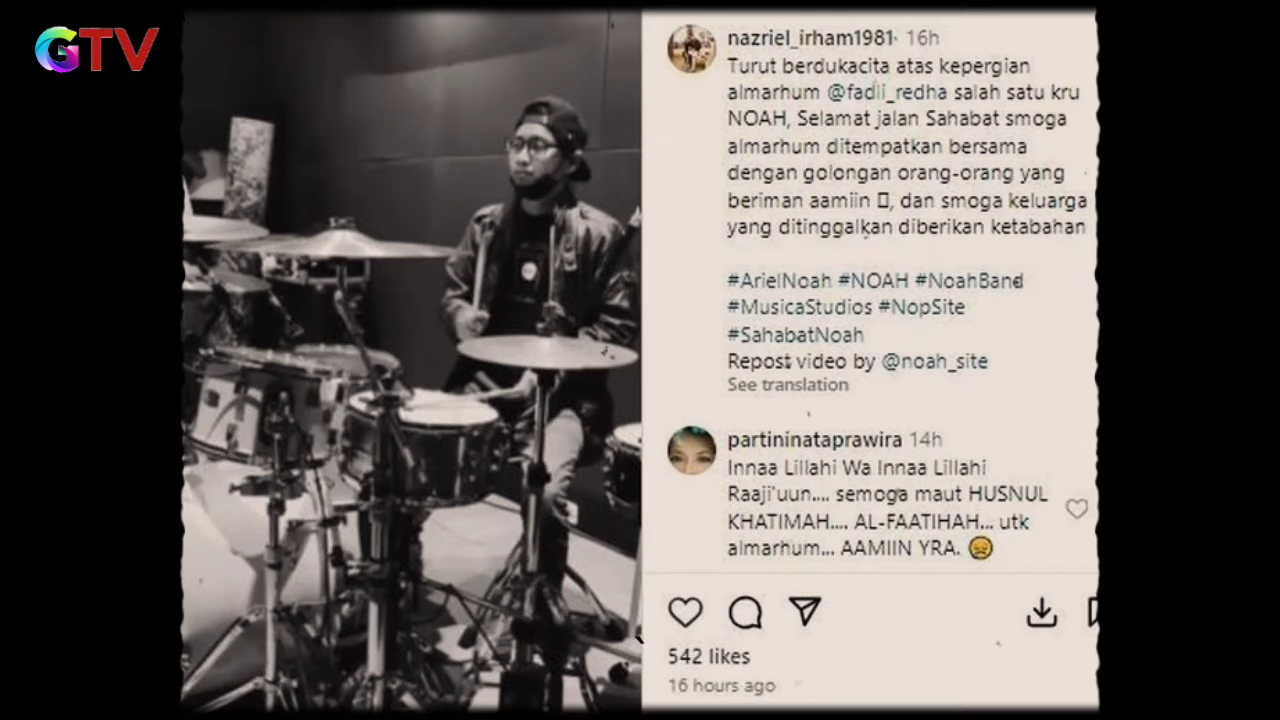 GTV
nazriel_irham1981 16h
Turut berdukacita atas kepergian
almarhum @fadli_redha salah satu kru
NOAH, Selamat jalan Sahabat smoga
almarhum ditempatkan bersama
dengan golongan orang-orang yang
beriman aamiin , dan smoga keluarga
yang ditinggalkan diberikan ketabahan
#ArielNoah #NOAH #NoahBand
#MusicaStudios #NopSite
#SahabatNoah
Repost video by @noah_site
See translation
partininataprawira 14h
Innaa Lillahi Wa Innaa Lillahi
Raaji'uun.... semoga maut HUSNUL
KHATIMAH.... AL-FAATIHAH... utk
almarhum... AAMIIN YRA. 😞
542 likes
16 hours ago